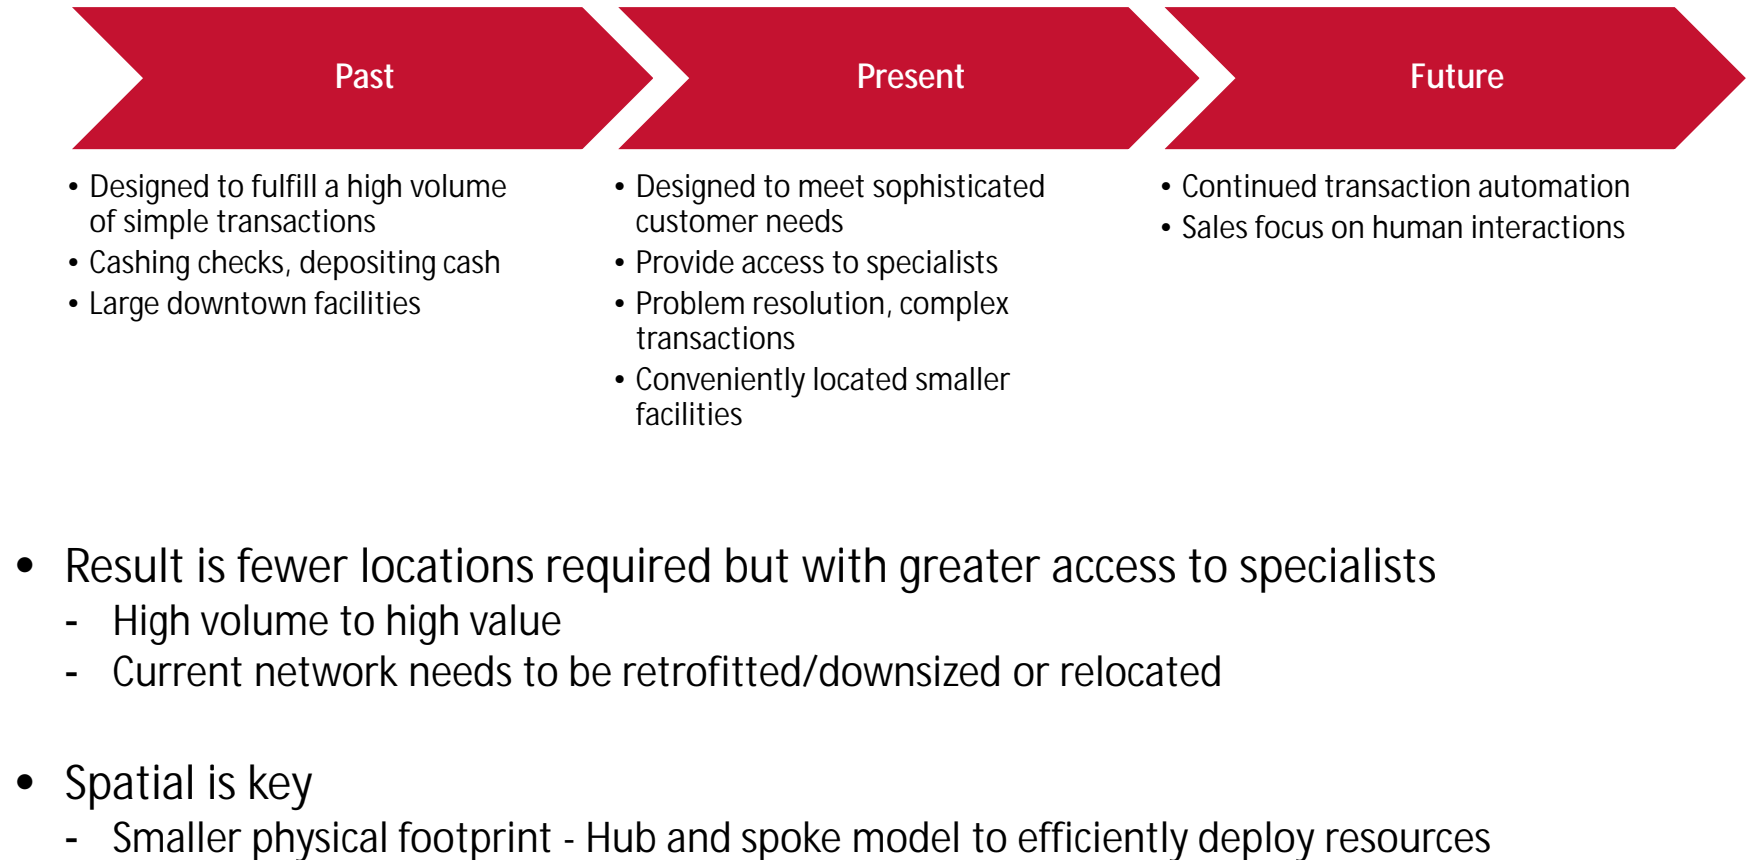 Past
Present
Future
• Designed to fulfill a high volume
of simple transactions
• Cashing checks, depositing cash
• Large downtown facilities
• Designed to meet sophisticated
customer needs
• Provide access to specialists
• Problem resolution, complex
transactions
• Conveniently located smaller
facilities
• Continued transaction automation
• Sales focus on human interactions
• Result is fewer locations required but with greater access to specialists
- High volume to high value
- Current network needs to be retrofitted/downsized or relocated
• Spatial is key
- Smaller physical footprint - Hub and spoke model to efficiently deploy resources